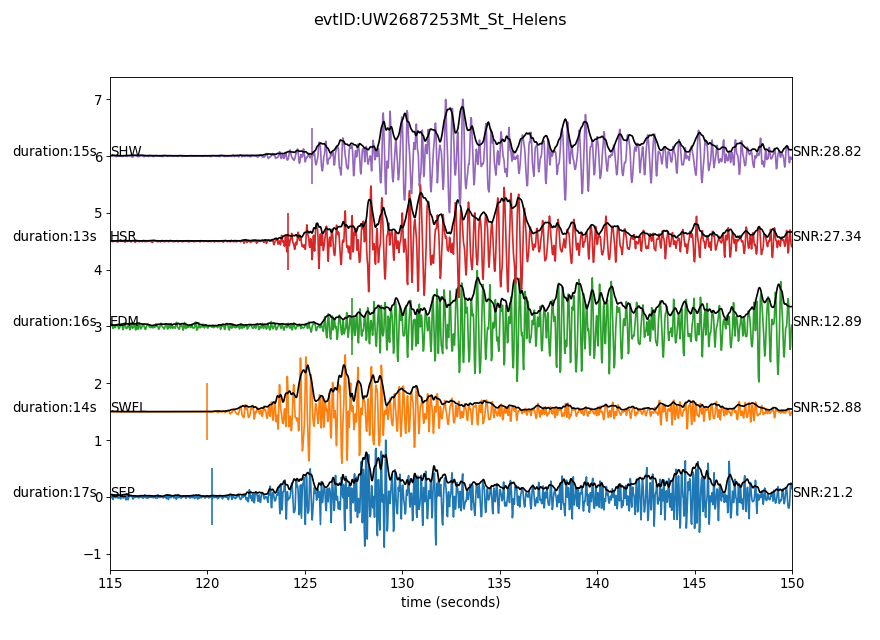 evtID:UW2687253Mt_St_Helens
7
duration:15s SHW SNR:28.82
6
5
duration:13s HSR SNR:27.34
4
duration:16s EDM SNR:12.89
3
2
duration:14s SWFL SNR:52.88
1
duration:17s SEP SNR:21.2
0
−1
115 120 125 130 135 140 145 150
time (seconds)